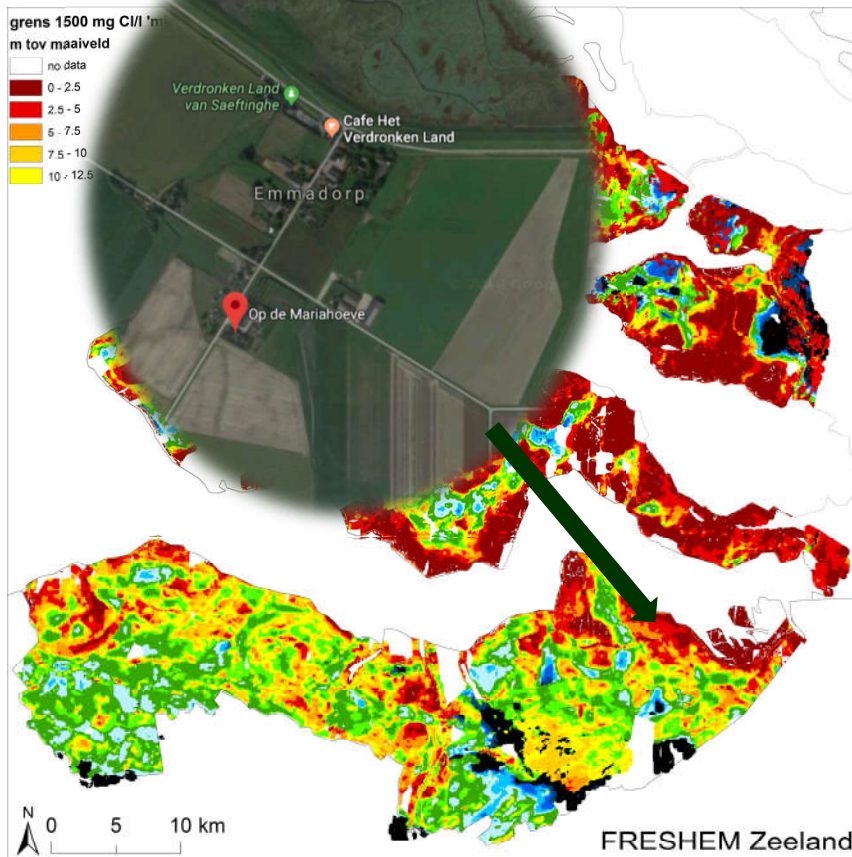 grens 1500 mg Cl/l 'mi
m tov maaiveld
no data
0 - 2.5
2.5 - 5
5 - 7.5
7.5 - 10
10 - 12.5
Verdronken Land
van Saeftinghe
Cafe Het
Verdronken Land
Emmadorp
Op de Mariahoeve
N
0 5 10 km
FRESHEM Zeeland